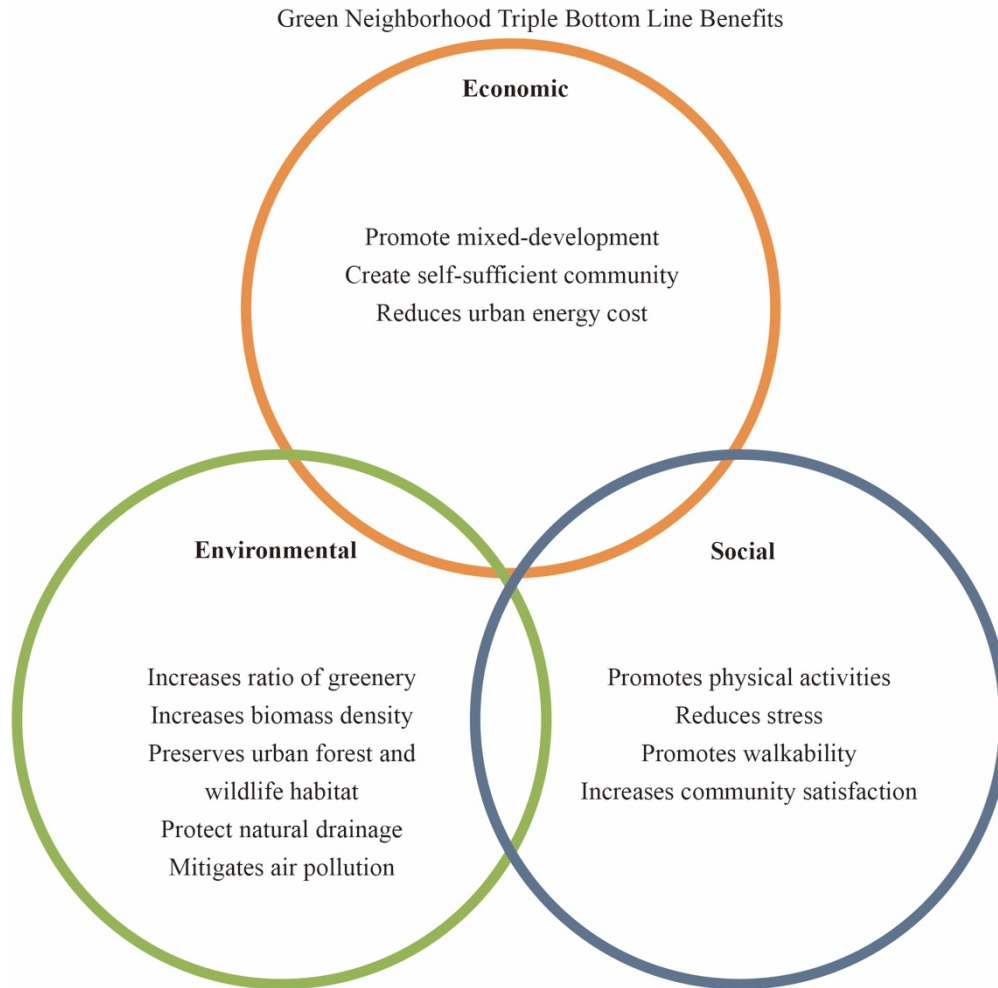 Green Neighborhood Triple Bottom Line Benefits
Economic
Promote mixed-development
Create self-sufficient community
Reduces urban energy cost
Environmental
Increases ratio of greenery
Increases biomass density
Preserves urban forest and
wildlife habitat
Protect natural drainage
Mitigates air pollution
Social
Promotes physical activities
Reduces stress
Promotes walkability
Increases community satisfaction